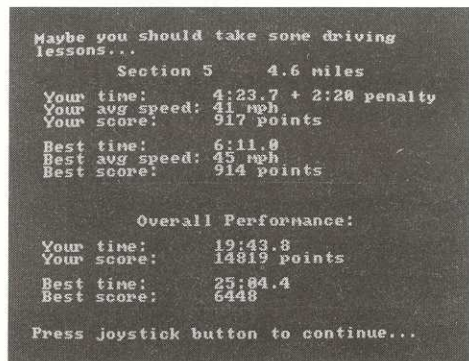 Maybe you should take some driving
lessons...
Section 5 4.6 miles
Your time: 4:23.7 + 2:20 penalty
Your avg speed: 41 mph
Your score: 917 points
Best time: 6:11.0
Best avg speed: 45 mph
Best score: 914 points
Overall Performance:
Your time: 19:43.8
Your score: 14819 points
Best time: 25:04.4
Best score: 6448
Press joystick button to continue...